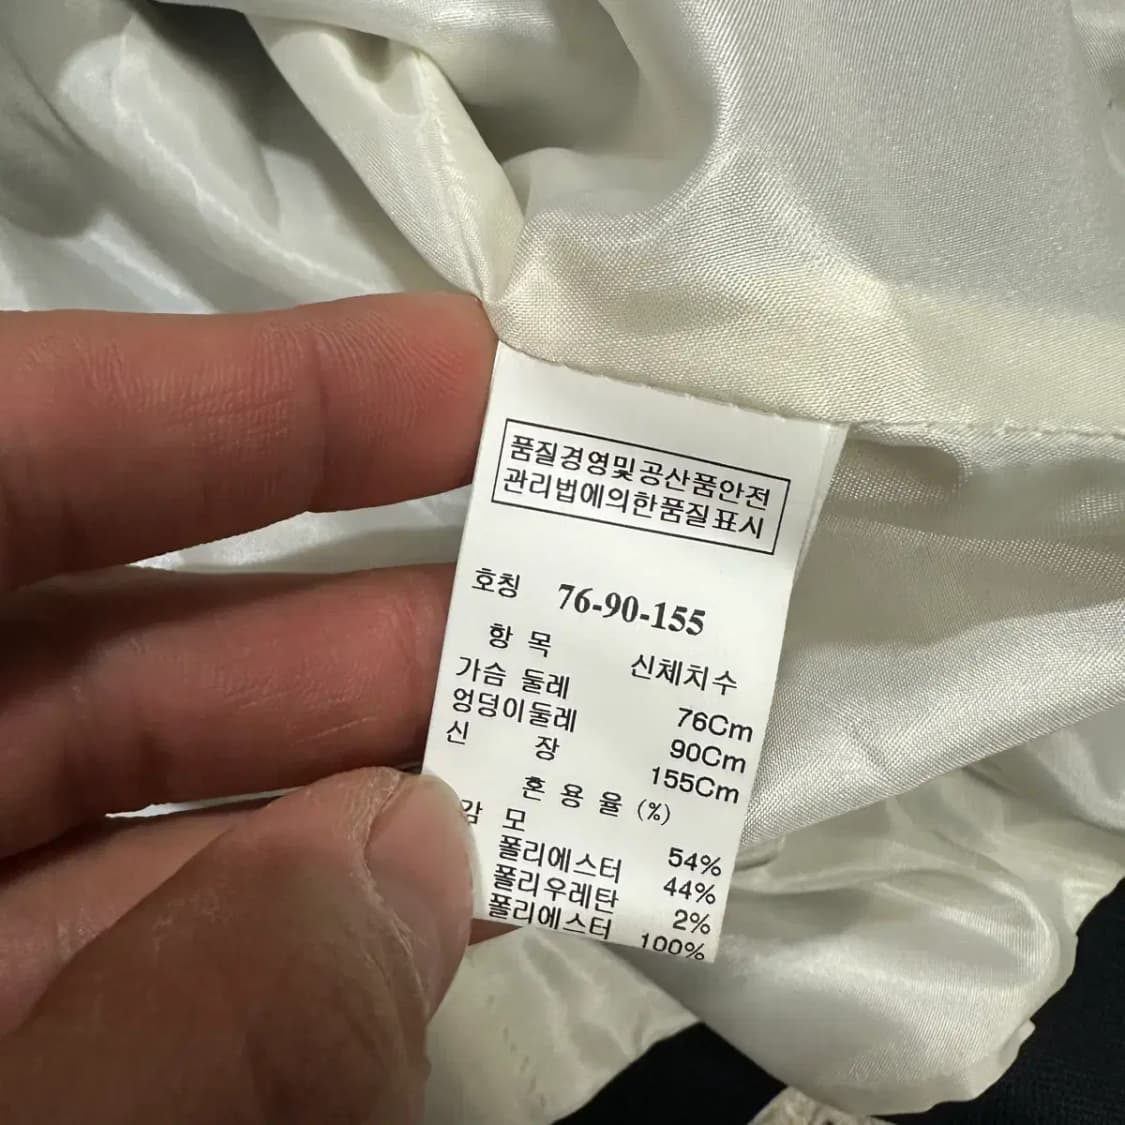 품질경영및공산품안전
관리법에의한품질표시
호칭 76-90-155
항 목 신체치수
가슴 둘레 76Cm
엉덩이둘레 90Cm
신 장 155Cm
혼 용 율 (%)
감 모 54%
폴리에스터 44%
폴리우레탄 2%
폴리에스터 100%